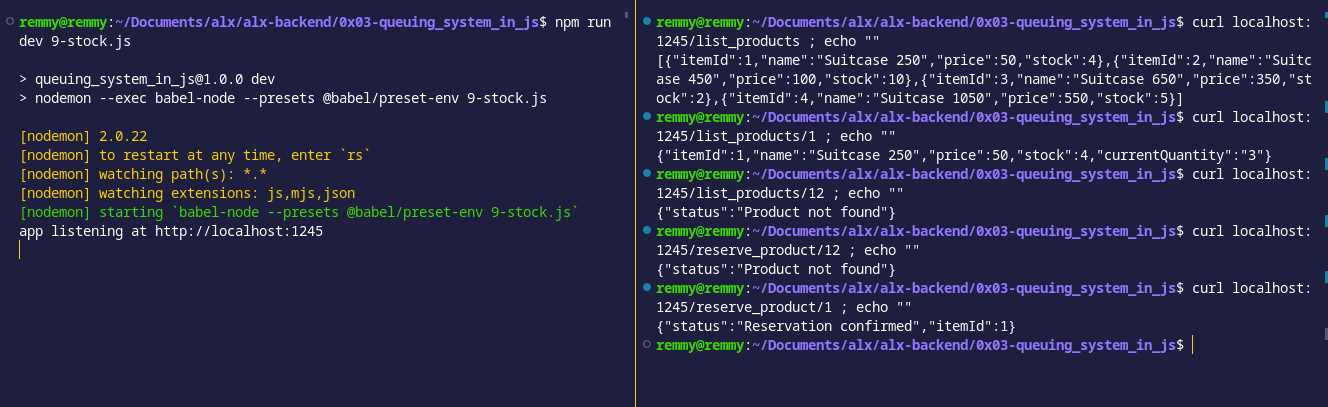 remmy@remmy:~/Documents/alx/alx-backend/0x03-queuing_system_in_js$ npm run
dev 9-stock.js
> queuing_system_in_js@1.0.0 dev
> nodemon --exec babel-node --presets @babel/preset-env 9-stock.js
[nodemon] 2.0.22
[nodemon] to restart at any time, enter `rs`
[nodemon] watching path(s): *.*
[nodemon] watching extensions: js,mjs,json
[nodemon] starting `babel-node --presets @babel/preset-env 9-stock.js`
app listening at http://localhost:1245
remmy@remmy:~/Documents/alx/alx-backend/0x03-queuing_system_in_js$ curl localhost:
1245/list_products ; echo ""
[{"itemId":1,"name":"Suitcase 250","price":50,"stock":4},{"itemId":2,"name":"Suitc
ase 450","price":100,"stock":10},{"itemId":3,"name":"Suitcase 650","price":350,"st
ock":2},{"itemId":4,"name":"Suitcase 1050","price":550,"stock":5}]
remmy@remmy:~/Documents/alx/alx-backend/0x03-queuing_system_in_js$ curl localhost:
1245/list_products/1 ; echo ""
{"itemId":1,"name":"Suitcase 250","price":50,"stock":4,"currentQuantity":"3"}
remmy@remmy:~/Documents/alx/alx-backend/0x03-queuing_system_in_js$ curl localhost:
1245/list_products/12 ; echo ""
{"status":"Product not found"}
remmy@remmy:~/Documents/alx/alx-backend/0x03-queuing_system_in_js$ curl localhost:
1245/reserve_product/12 ; echo ""
{"status":"Product not found"}
remmy@remmy:~/Documents/alx/alx-backend/0x03-queuing_system_in_js$ curl localhost:
1245/reserve_product/1 ; echo ""
{"status":"Reservation confirmed","itemId":1}
remmy@remmy:~/Documents/alx/alx-backend/0x03-queuing_system_in_js$